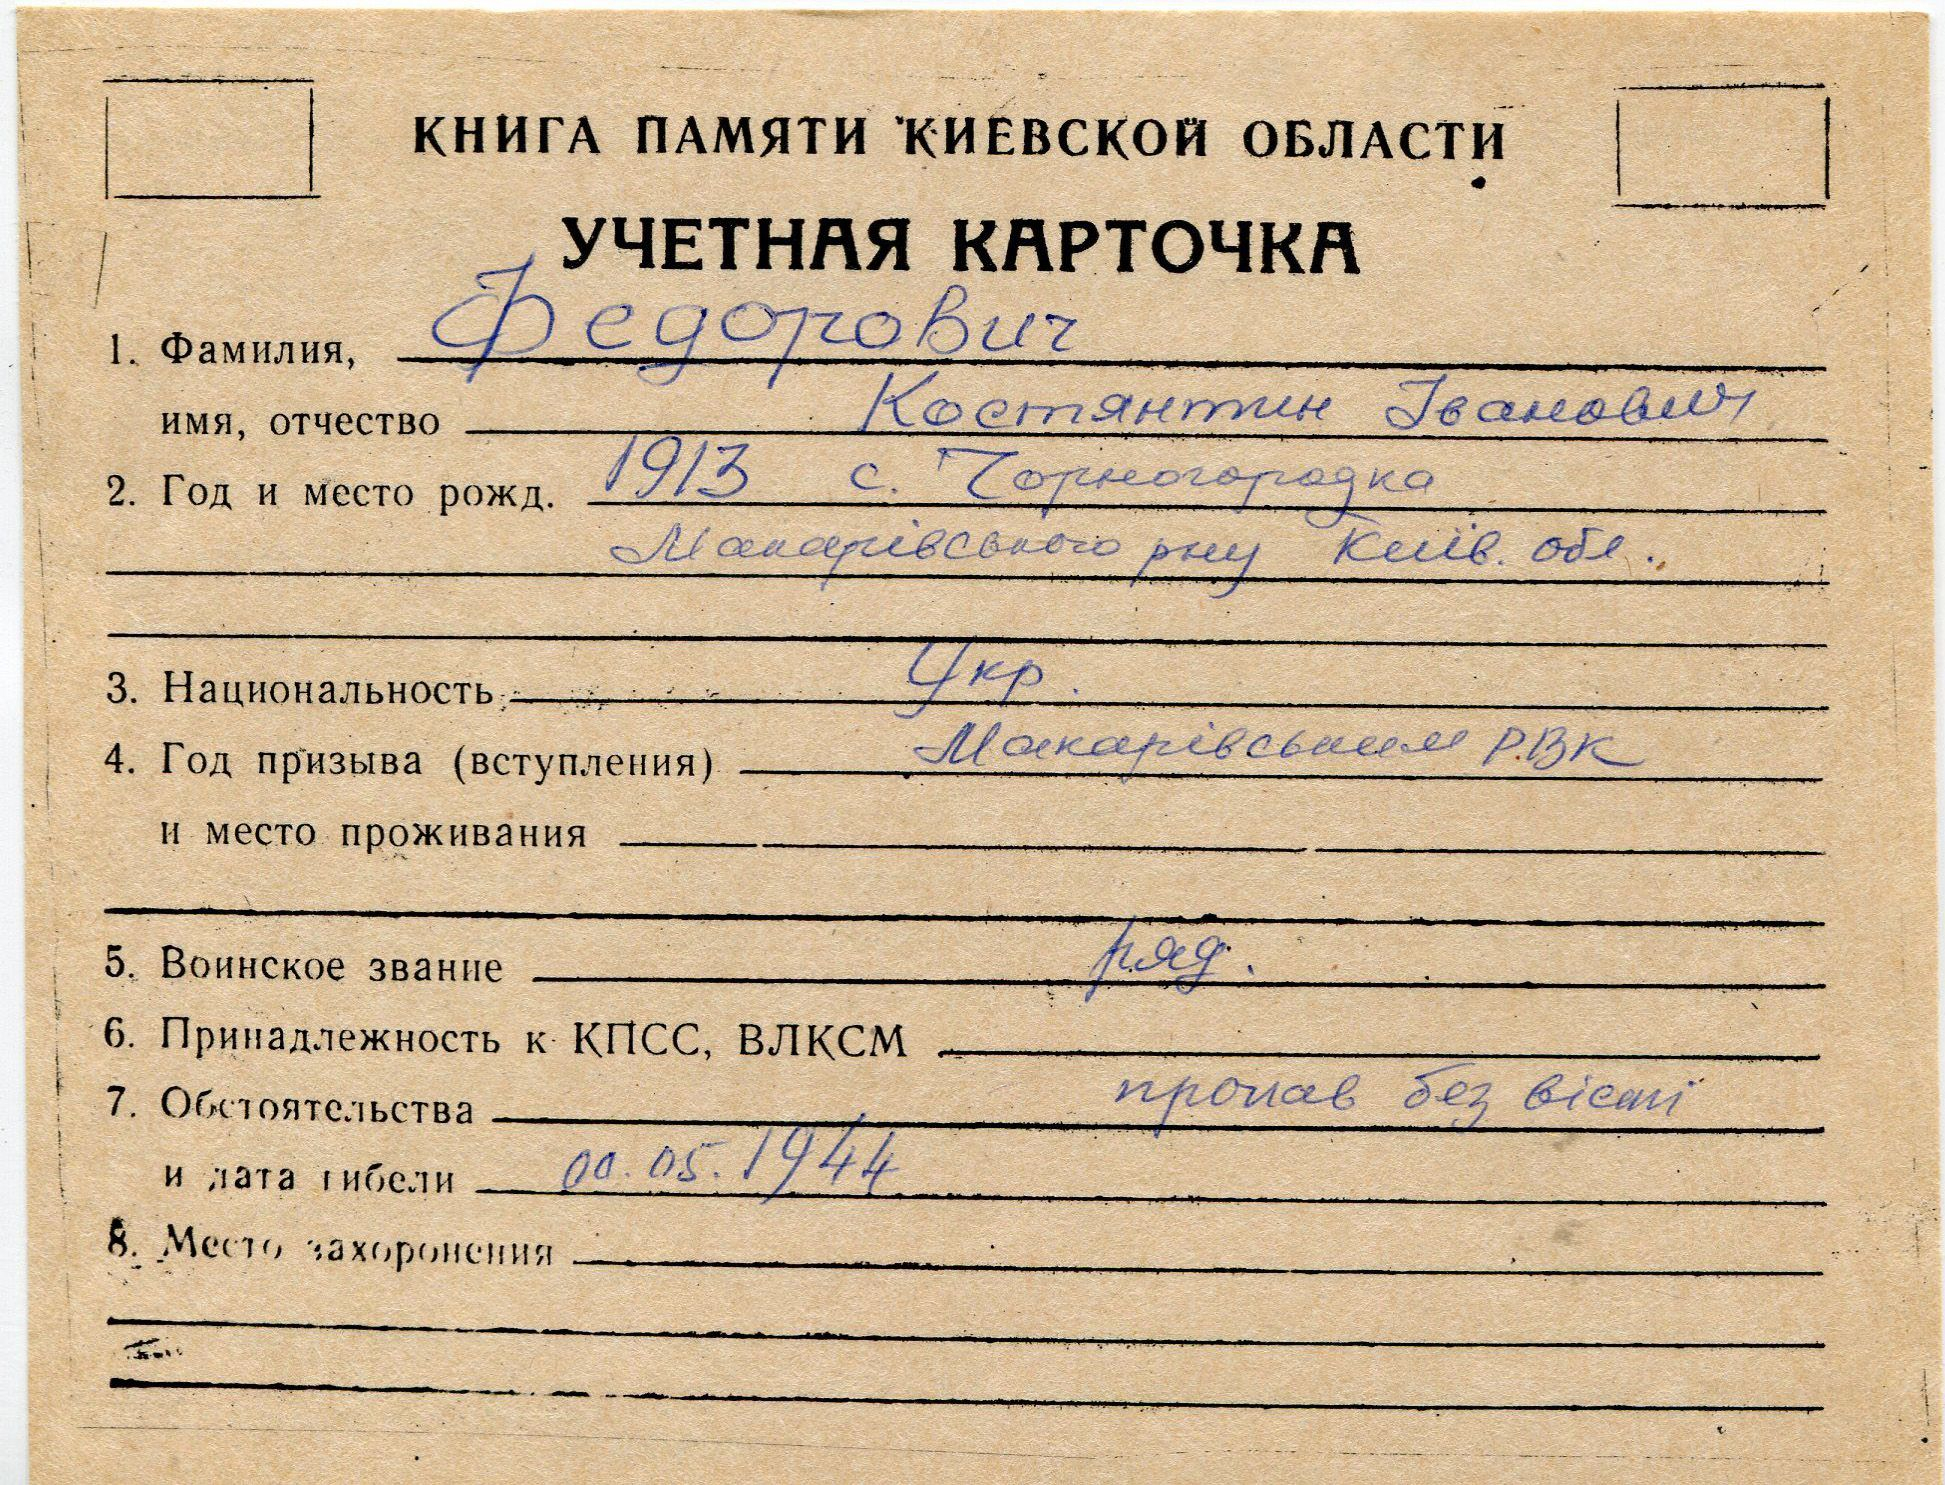 КНИГА ПАМЯТИ КИЕВСКОЙ ОБЛАСТИ
УЧЕТНАЯ КАРТОЧКА
1. Фамилия, Федорович
имя, отчество Костянтин Іванович
2. Год и место рожд. 1913 с. Чорногородка
Макарівського р-ну Київ. обл.
3. Национальность Укр.
4. Год призыва (вступления) Макарівським РВК
и место проживания
5. Воинское звание ряд.
6. Принадлежность к КПСС, ВЛКСМ
7. Обстоятельства пропав без вісті
и дата гибели 00.05.1944
8. Место захоронения